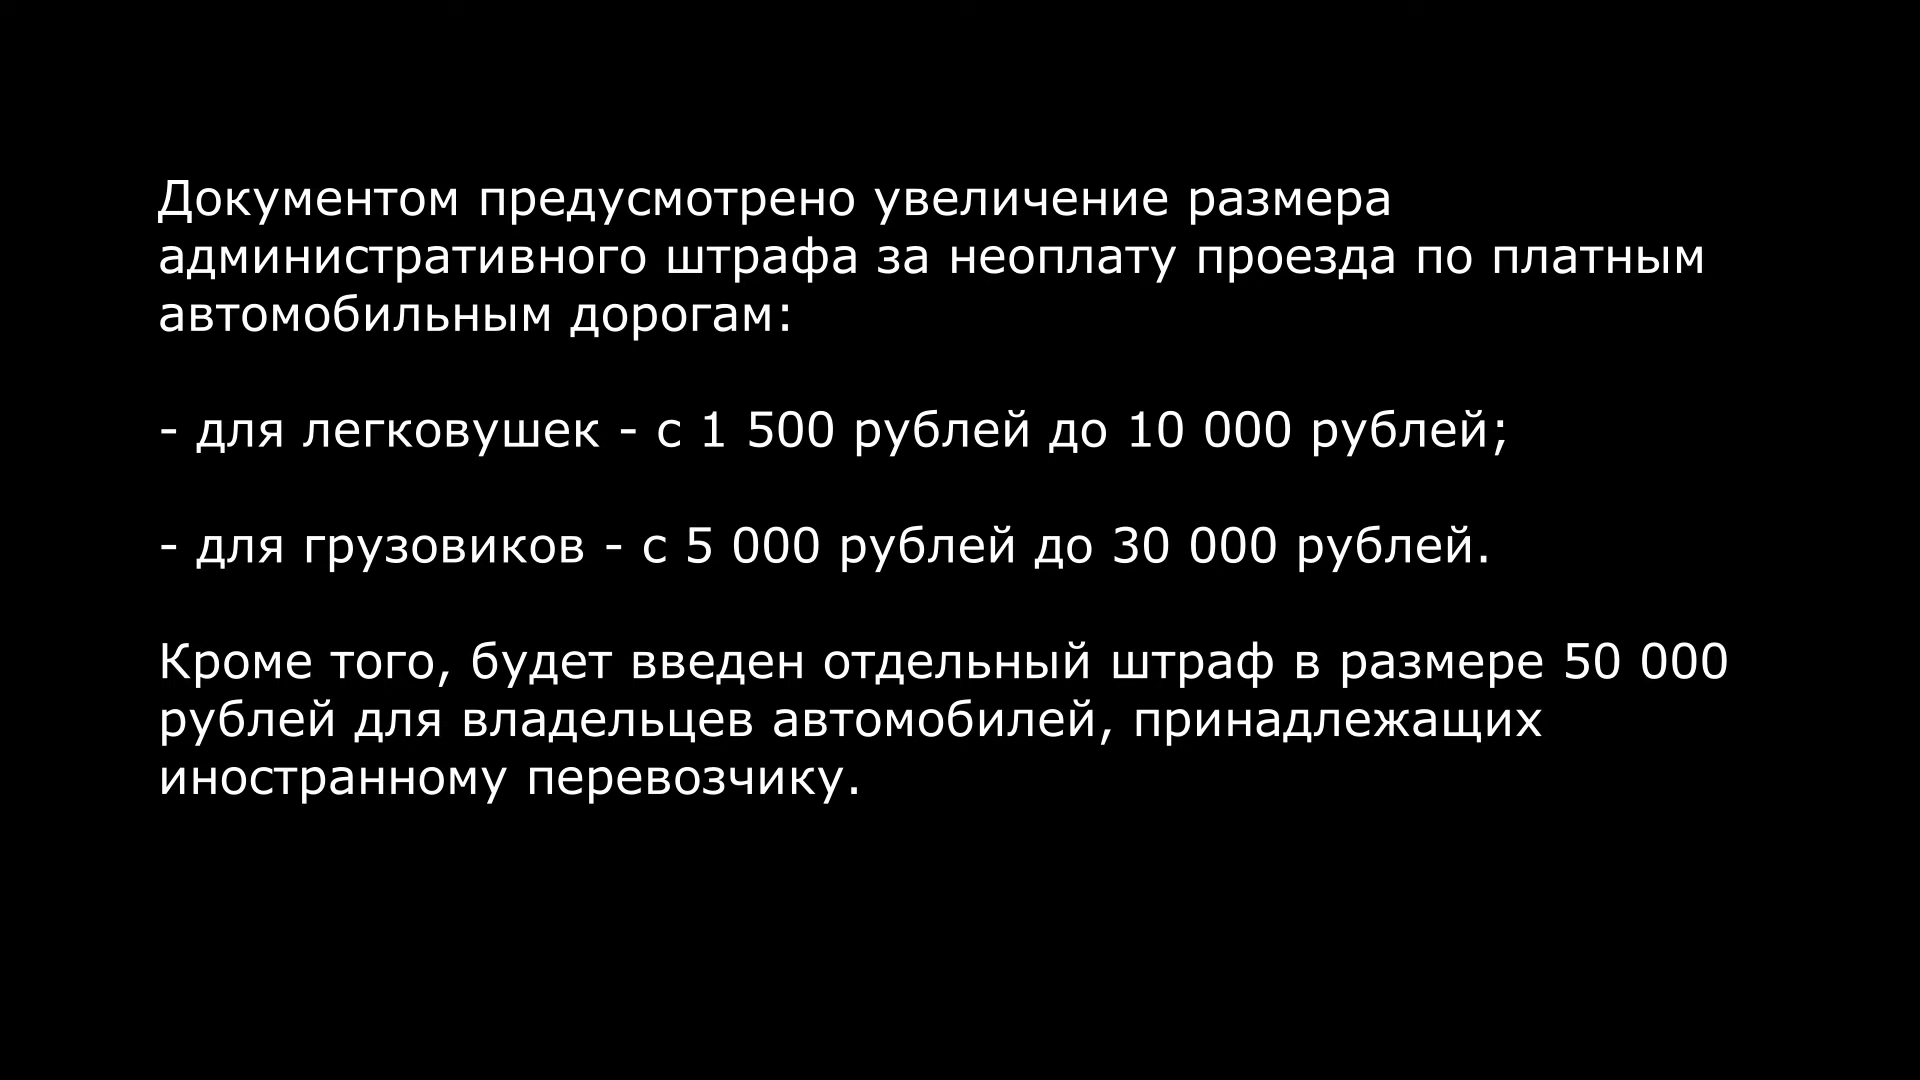 Документом предусмотрено увеличение размера
административного штрафа за неоплату проезда по платным
автомобильным дорогам:
- для легковушек - с 1 500 рублей до 10 000 рублей;
- для грузовиков - с 5 000 рублей до 30 000 рублей.
Кроме того, будет введен отдельный штраф в размере 50 000
рублей для владельцев автомобилей, принадлежащих
иностранному перевозчику.